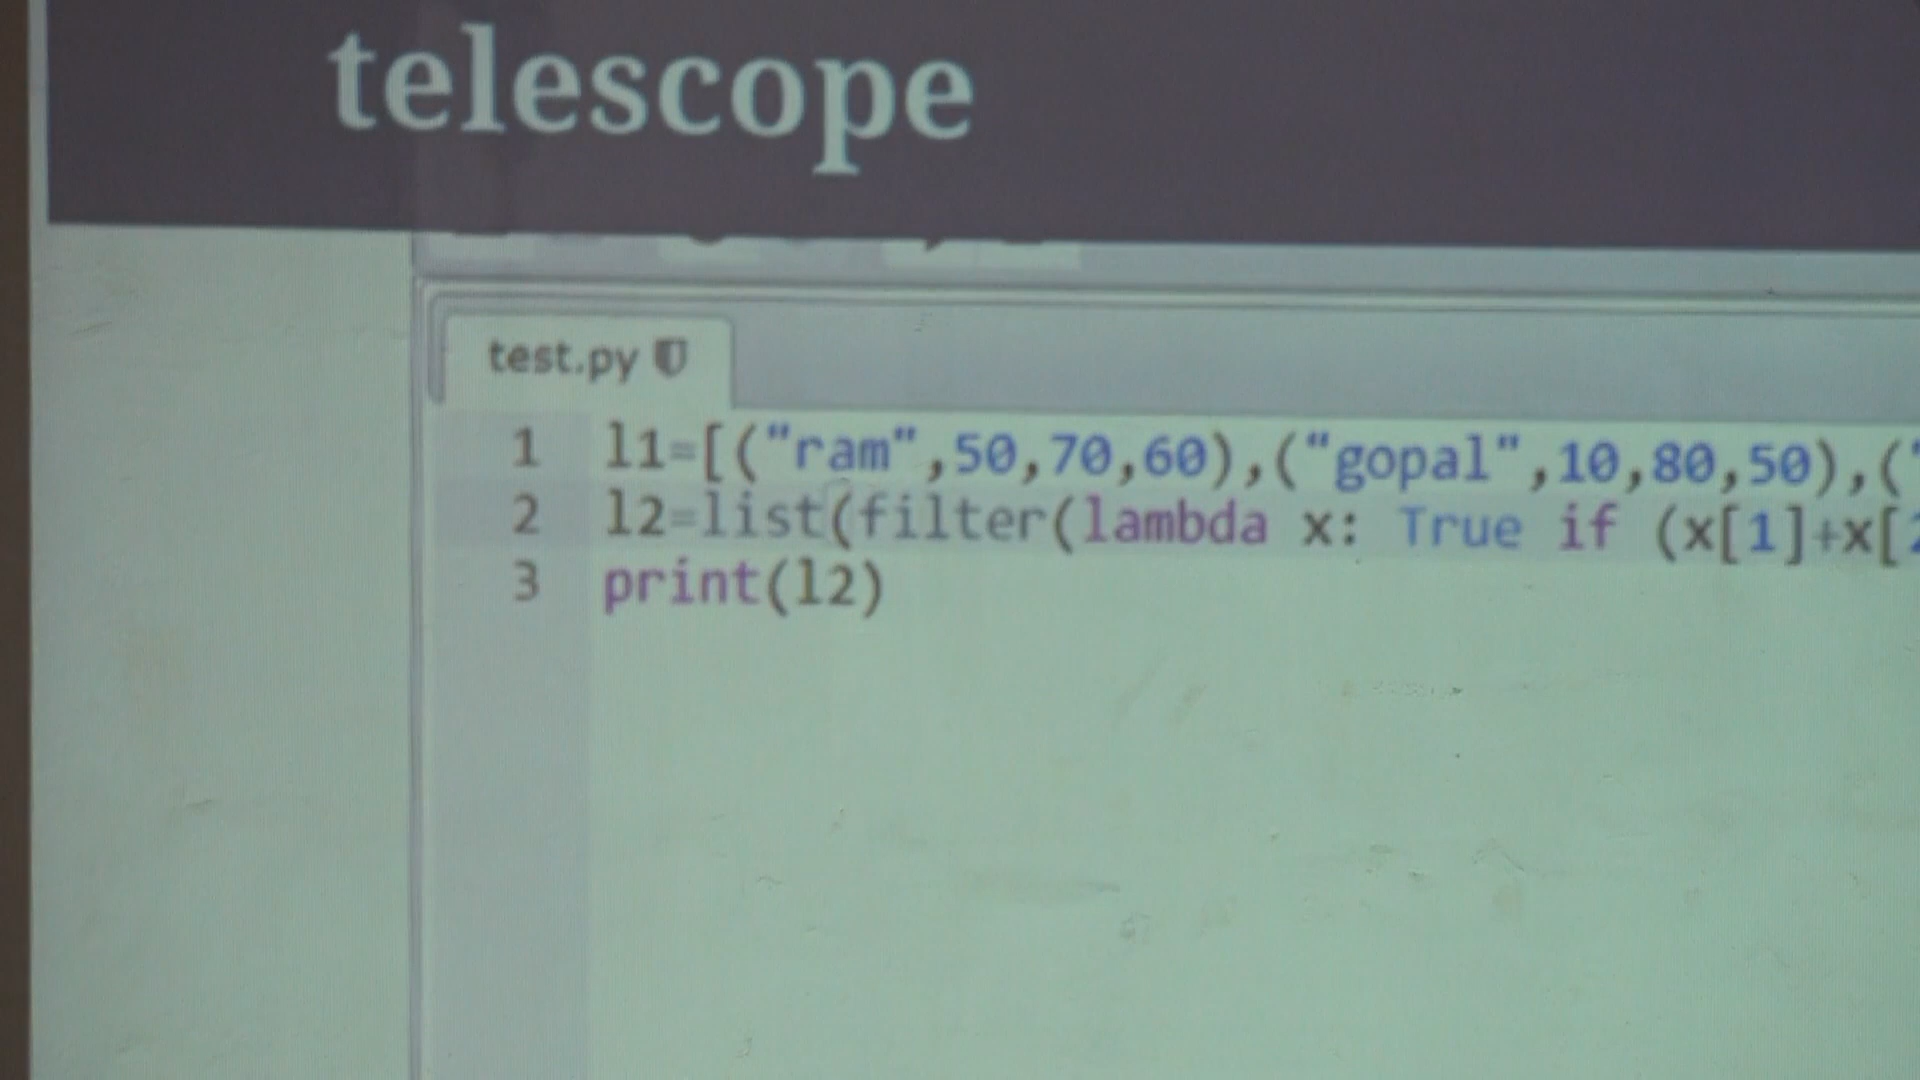 telescope
test.py
1 l1=[("ram",50,70,60),("gopal",10,80,50),("
2 l2=list(filter(lambda x: True if (x[1]+x[2
3 print(l2)